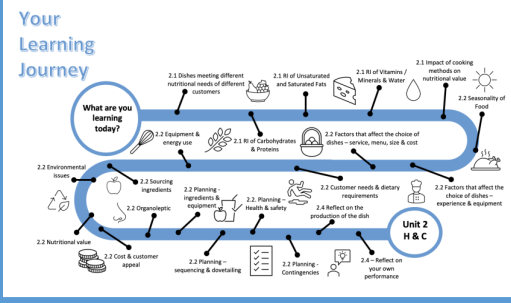 Your
Learning
Journey
What are you
learning
today?
2.1 Dishes meeting different
nutritional needs of different
customers
2.1 RI of Unsaturated
and Saturated Fats
2.1 RI of Vitamins /
Minerals & Water
2.1 Impact of cooking
methods on
nutritional value
2.2 Seasonality of
Food
2.2 Equipment &
energy use
2.1 RI of Carbohydrates
& Proteins
2.2 Factors that affect the choice of
dishes – service, menu, size & cost
2.2 Environmental
issues
2.2 Sourcing
ingredients
2.2 Planning -
ingredients &
equipment
2.2. Planning –
Health & safety
2.2 Customer needs & dietary
requirements
2.2 Factors that affect the
choice of dishes –
experience & equipment
2.2 Organoleptic
2.4 Reflect on the
production of the dish
Unit 2
H & C
2.2 Nutritional value
2.2 Cost & customer
appeal
2.2 Planning –
sequencing & dovetailing
2.2 Planning -
Contingencies
2.4 – Reflect on
your own
performance